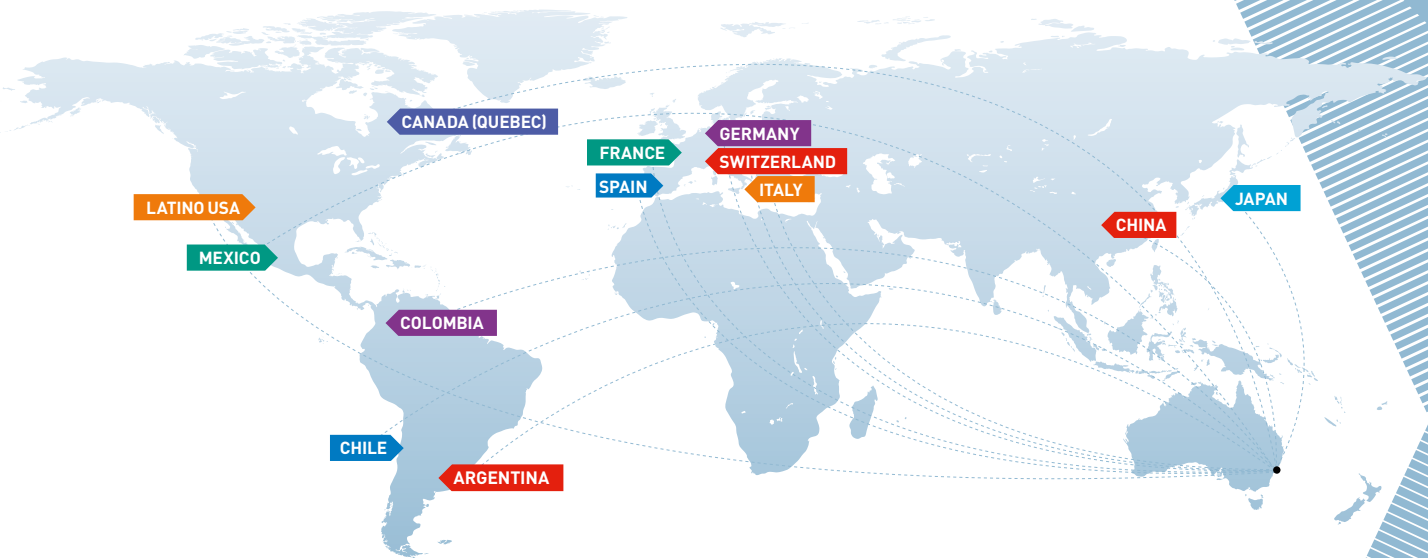 CANADA (QUEBEC)
GERMANY
FRANCE
SWITZERLAND
SPAIN
ITALY
LATINO USA
JAPAN
CHINA
MEXICO
COLOMBIA
CHILE
ARGENTINA